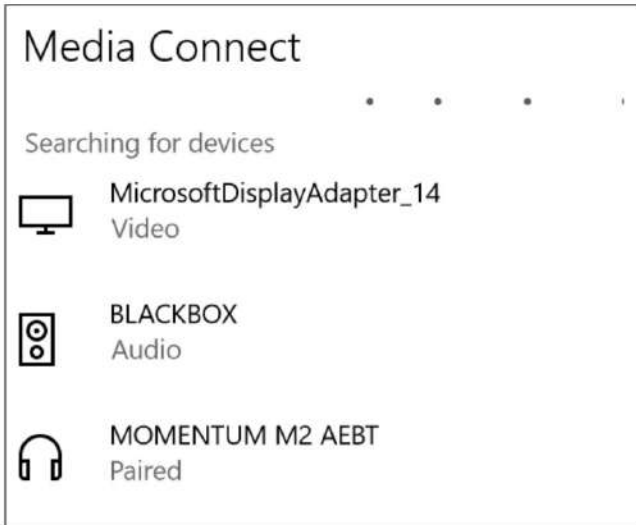 Media Connect
Searching for devices
MicrosoftDisplayAdapter_14
Video
BLACKBOX
Audio
MOMENTUM M2 AEBT
Paired